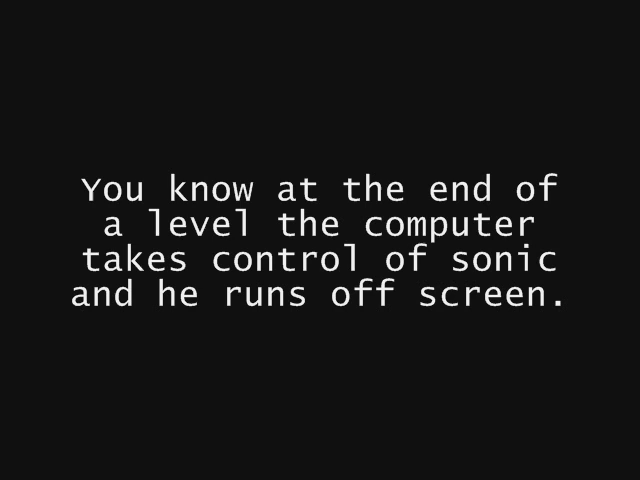 You know at the end of
a level the computer
takes control of sonic
and he runs off screen.